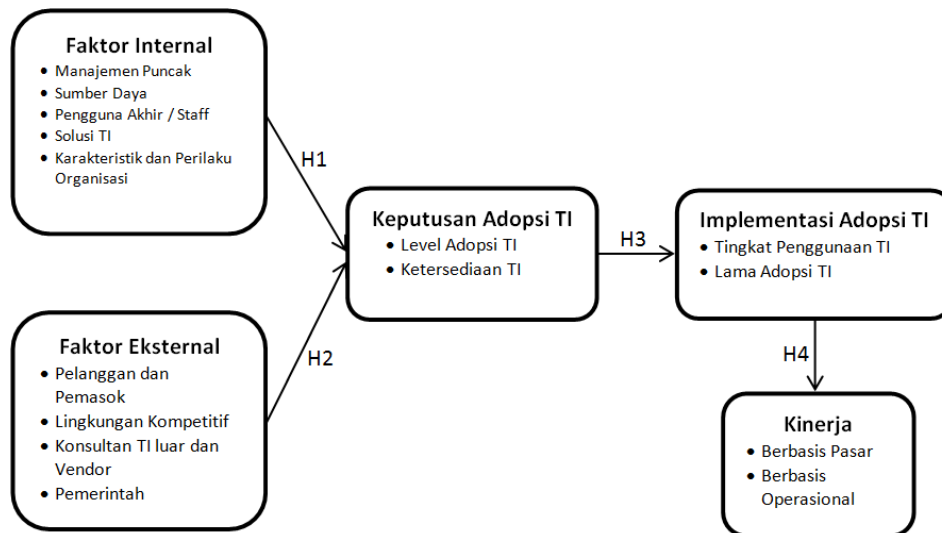 Faktor Internal
• Manajemen Puncak
• Sumber Daya
• Pengguna Akhir / Staff
• Solusi TI
• Karakteristik dan Perilaku
Organisasi
H1
Faktor Eksternal
• Pelanggan dan
Pemasok
• Lingkungan Kompetitif
• Konsultan TI luar dan
Vendor
• Pemerintah
H2
Keputusan Adopsi TI
• Level Adopsi TI
• Ketersediaan TI
H3
Implementasi Adopsi TI
• Tingkat Penggunaan TI
• Lama Adopsi TI
H4
Kinerja
• Berbasis Pasar
• Berbasis
Operasional